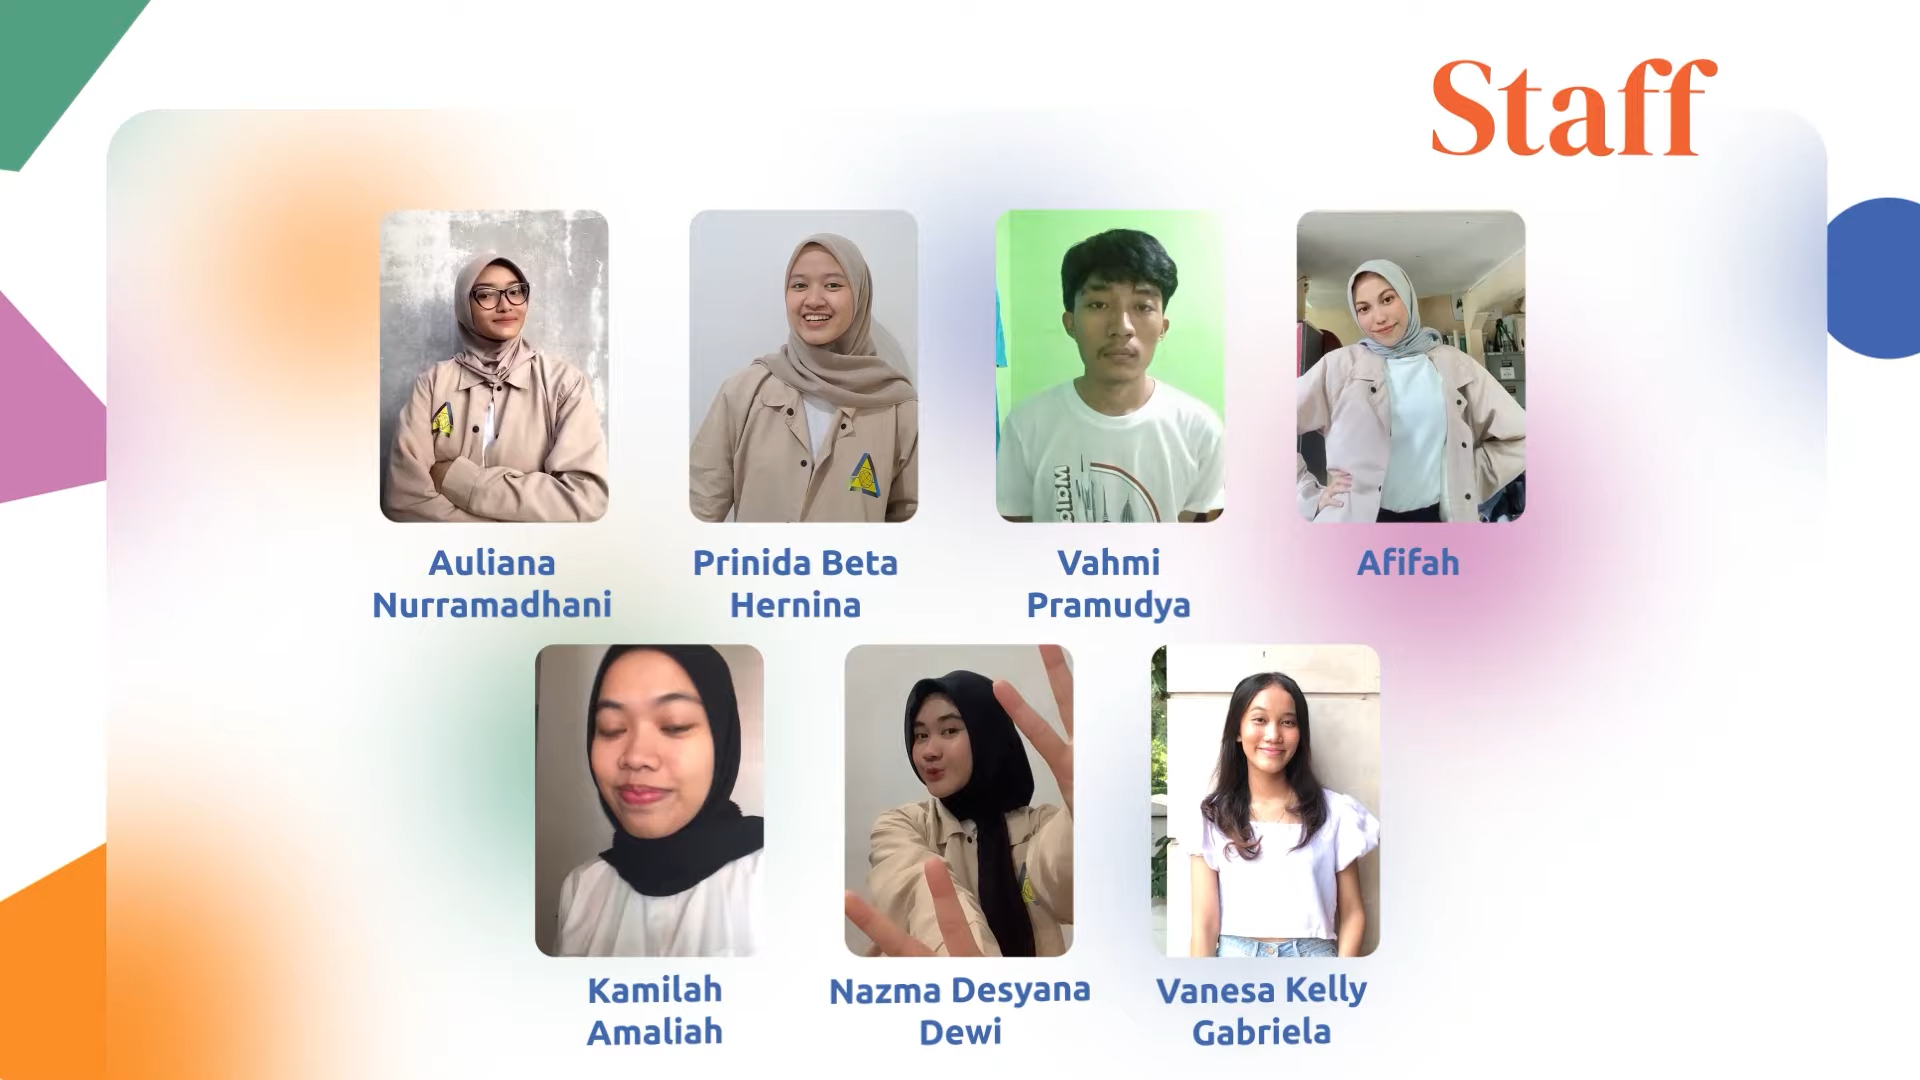 Staff
Auliana
Nurramadhani
Prinida Beta
Hernina
Vahmi
Pramudya
Afifah
Kamilah
Amaliah
Nazma Desyana
Dewi
Vanesa Kelly
Gabriela